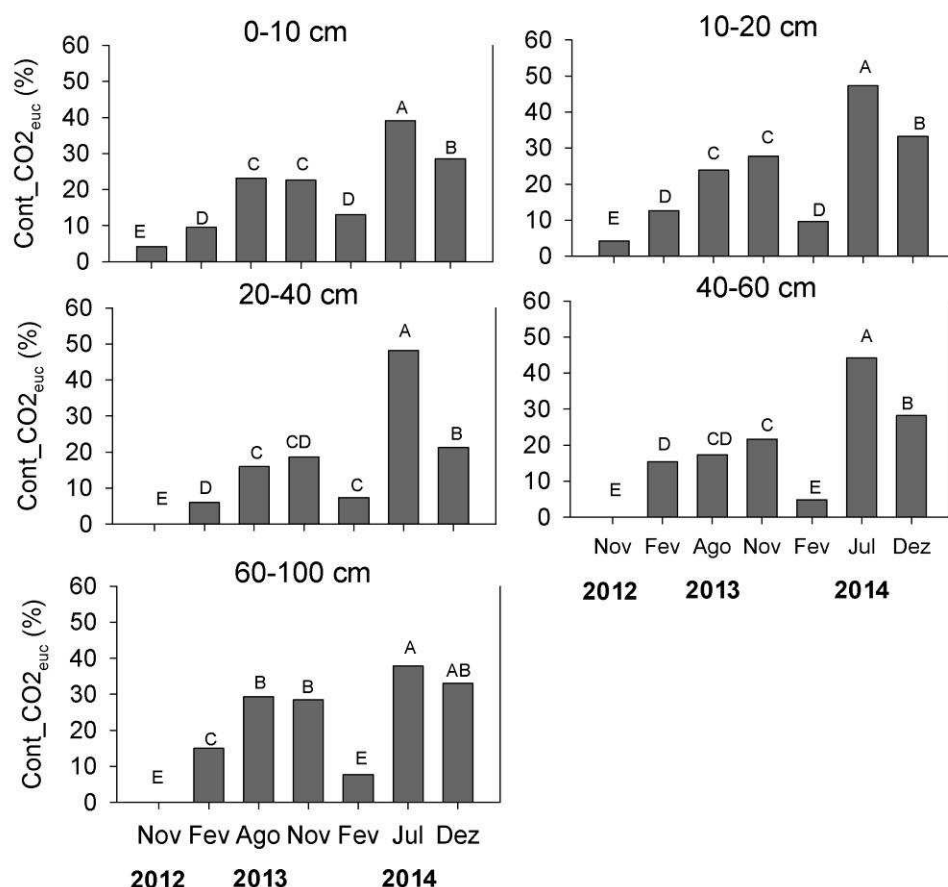 0-10 cm
Cont_CO2euc (%)
60
50
40
30
20
10
0
E D C C D A B
10-20 cm
60
50
40
30
20
10
0
E D C C D A B
20-40 cm
Cont_CO2euc (%)
60
50
40
30
20
10
0
E D C CD C A B
40-60 cm
60
50
40
30
20
10
0
E D CD C E A B
Nov Fev Ago Nov Fev Jul Dez
2012 2013 2014
60-100 cm
Cont_CO2euc (%)
60
50
40
30
20
10
0
E C B B E A AB
Nov Fev Ago Nov Fev Jul Dez
2012 2013 2014